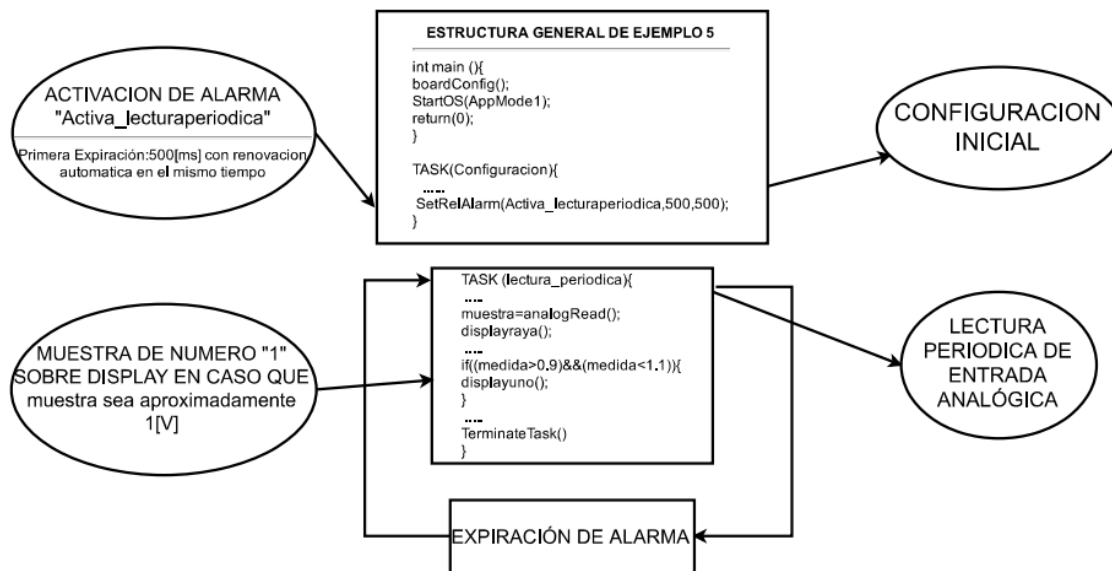 ESTRUCTURA GENERAL DE EJEMPLO 5
int main (){
boardConfig();
StartOS(AppMode1);
return(0);
}
TASK(Configuracion){
.....
SetRelAlarm(Activa_lecturaperiodica,500,500);
}
ACTIVACION DE ALARMA
"Activa_lecturaperiodica"
Primera Expiración:500[ms] con renovacion
automatica en el mismo tiempo
CONFIGURACION
INICIAL
TASK (lectura_periodica){
.....
muestra=analogRead();
displayraya();
.....
if((medida>0.9)&&(medida<1.1)){
displayuno();
}
.....
TerminateTask()
}
MUESTRA DE NUMERO "1"
SOBRE DISPLAY EN CASO QUE
muestra sea aproximadamente
1[V]
LECTURA
PERIODICA DE
ENTRADA
ANALÓGICA
EXPIRACIÓN DE ALARMA